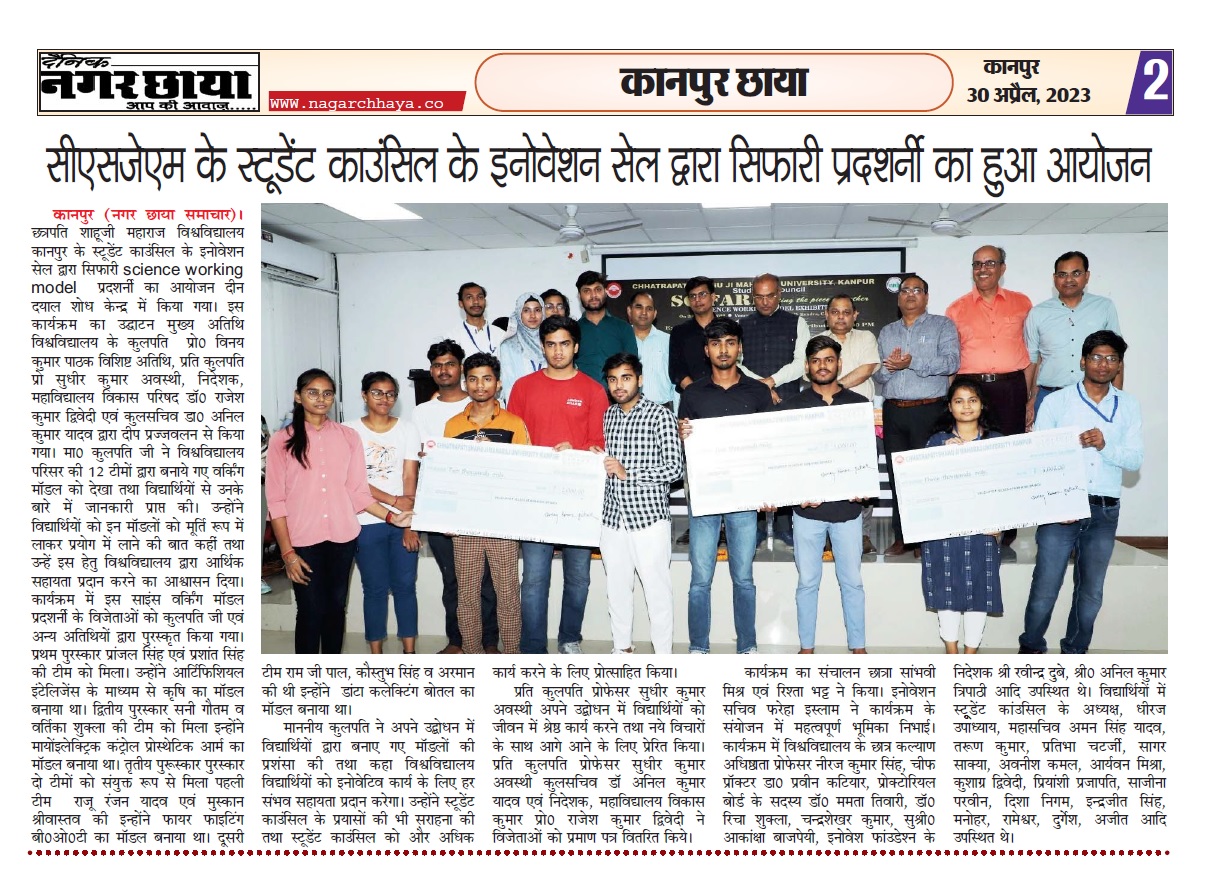 दैनिक
नगर छाया
आप की आवाज़.....
www.nagarchhaya.co
कानपुर छाया
कानपुर
30 अप्रैल, 2023
2
सीएसजेएम के स्टूडेंट काउंसिल के इनोवेशन सेल द्वारा सिफारी प्रदशर्नी का हुआ आयोजन
कानपुर (नगर छाया समाचार)।
छत्रपति शाहूजी महाराज विश्वविद्यालय
कानपुर के स्टूडेंट काउंसिल के इनोवेशन
सेल द्वारा सिफारी science working
model प्रदशर्नी का आयोजन दीन
दयाल शोध केन्द्र में किया गया। इस
कार्यक्रम का उद्घाटन मुख्य अतिथि
विश्वविद्यालय के कुलपति प्रो0 विनय
कुमार पाठक विशिष्ट अतिथि, प्रति कुलपति
प्रो सुधीर कुमार अवस्थी, निदेशक,
महाविद्यालय विकास परिषद डॉ0 राजेश
कुमार द्विवेदी एवं कुलसचिव डा0 अनिल
कुमार यादव द्वारा दीप प्रज्जवलन से किया
गया। मा0 कुलपति जी ने विश्वविद्यालय
परिसर की 12 टीमों द्वारा बनाये गए वर्किंग
मॉडल को देखा तथा विद्यार्थियों से उनके
बारे में जानकारी प्राप्त की। उन्होंने
विद्यार्थियों को इन मॉडलों को मूर्ति रूप में
लाकर प्रयोग में लाने की बात कहीं तथा
उन्हें इस हेतु विश्वविद्यालय द्वारा आर्थिक
सहायता प्रदान करने का आश्वासन दिया।
कार्यक्रम में इस साइंस वर्किंग मॉडल
प्रदशर्नी के विजेताओं को कुलपति जी एवं
अन्य अतिथियों द्वारा पुरस्कृत किया गया।
प्रथम पुरस्कार प्रांजल सिंह एवं प्रशांत सिंह
की टीम को मिला। उन्होंने आर्टिफिशियल
इंटेलिजेंस के माध्यम से कृषि का मॉडल
बनाया था। द्वितीय पुरस्कार सनी गौतम व
वर्तिका शुक्ला की टीम को मिला इन्होंने
मायोंइलेक्ट्रिक कंट्रोल प्रोस्थेटिक आर्म का
मॉडल बनाया था। तृतीय पुरूस्कार पुरस्कार
दो टीमों को संयुक्त रूप से मिला पहली
टीम राजू रंजन यादव एवं मुस्कान
श्रीवास्तव की इन्होंने फायर फाइटिंग
बी0ओ0टी का मॉडल बनाया था। दूसरी
CHHATRAPATI SHAHU JI MAHARAJ UNIVERSITY, KANPUR
टीम राम जी पाल, कौस्तुभ सिंह व अरमान
की थी इन्होंने डांटा कलेक्टिंग बोतल का
मॉडल बनाया था।
माननीय कुलपति ने अपने उद्बोधन में
विद्यार्थियों द्वारा बनाए गए मॉडलों की
प्रशंसा की तथा कहा विश्वविद्यालय
विद्यार्थियों को इनोवेटिव कार्य के लिए हर
संभव सहायता प्रदान करेगा। उन्होंने स्टूडेंट
काउंसिल के प्रयासों की भी सराहना की
तथा स्टूडेंट काउंसिल को और अधिक
कार्य करने के लिए प्रोत्साहित किया।
प्रति कुलपति प्रोफेसर सुधीर कुमार
अवस्थी अपने उद्बोधन में विद्यार्थियों को
जीवन में श्रेष्ठ कार्य करने तथा नये विचारों
के साथ आगे आने के लिए प्रेरित किया।
प्रति कुलपति प्रोफेसर सुधीर कुमार
अवस्थी कुलसचिव डॉ अनिल कुमार
यादव एवं निदेशक, महाविद्यालय विकास
कुमार प्रो0 राजेश कुमार द्विवेदी ने
विजेताओं को प्रमाण पत्र वितरित किये।
कार्यक्रम का संचालन छात्रा सांभवी
मिश्र एवं रिश्ता भट्ट ने किया। इनोवेशन
सचिव फरेहा इस्लाम ने कार्यक्रम के
संयोजन में महत्वपूर्ण भूमिका निभाई।
कार्यक्रम में विश्वविद्यालय के छात्र कल्याण
अधिष्ठाता प्रोफेसर नीरज कुमार सिंह, चीफ
प्रॉक्टर डा0 प्रवीन कटियार, प्रोक्टोरियल
बोर्ड के सदस्य डॉ0 ममता तिवारी, डॉ0
रिचा शुक्ला, चन्द्रशेखर कुमार, सुश्री0
आकांक्षा बाजपेयी, इनोवेश फांउडेश्न के
निदेशक श्री रवीन्द्र दुबे, श्री0 अनिल कुमार
त्रिपाठी आदि उपस्थित थे। विद्यार्थियों में
स्टूडेंट कांउसिल के अध्यक्ष, धीरज
उपाध्याय, महासचिव अमन सिंह यादव,
तरूण कुमार, प्रतिभा चटर्जी, सागर
साक्या, अवनीश कमल, आर्यवन मिश्रा,
कुशाग्र द्विवेदी, प्रियांशी प्रजापति, साजीना
परवीन, दिशा निगम, इन्द्रजीत सिंह,
मनोहर, रामेश्वर, दुर्गेश, अजीत आदि
उपस्थित थे।